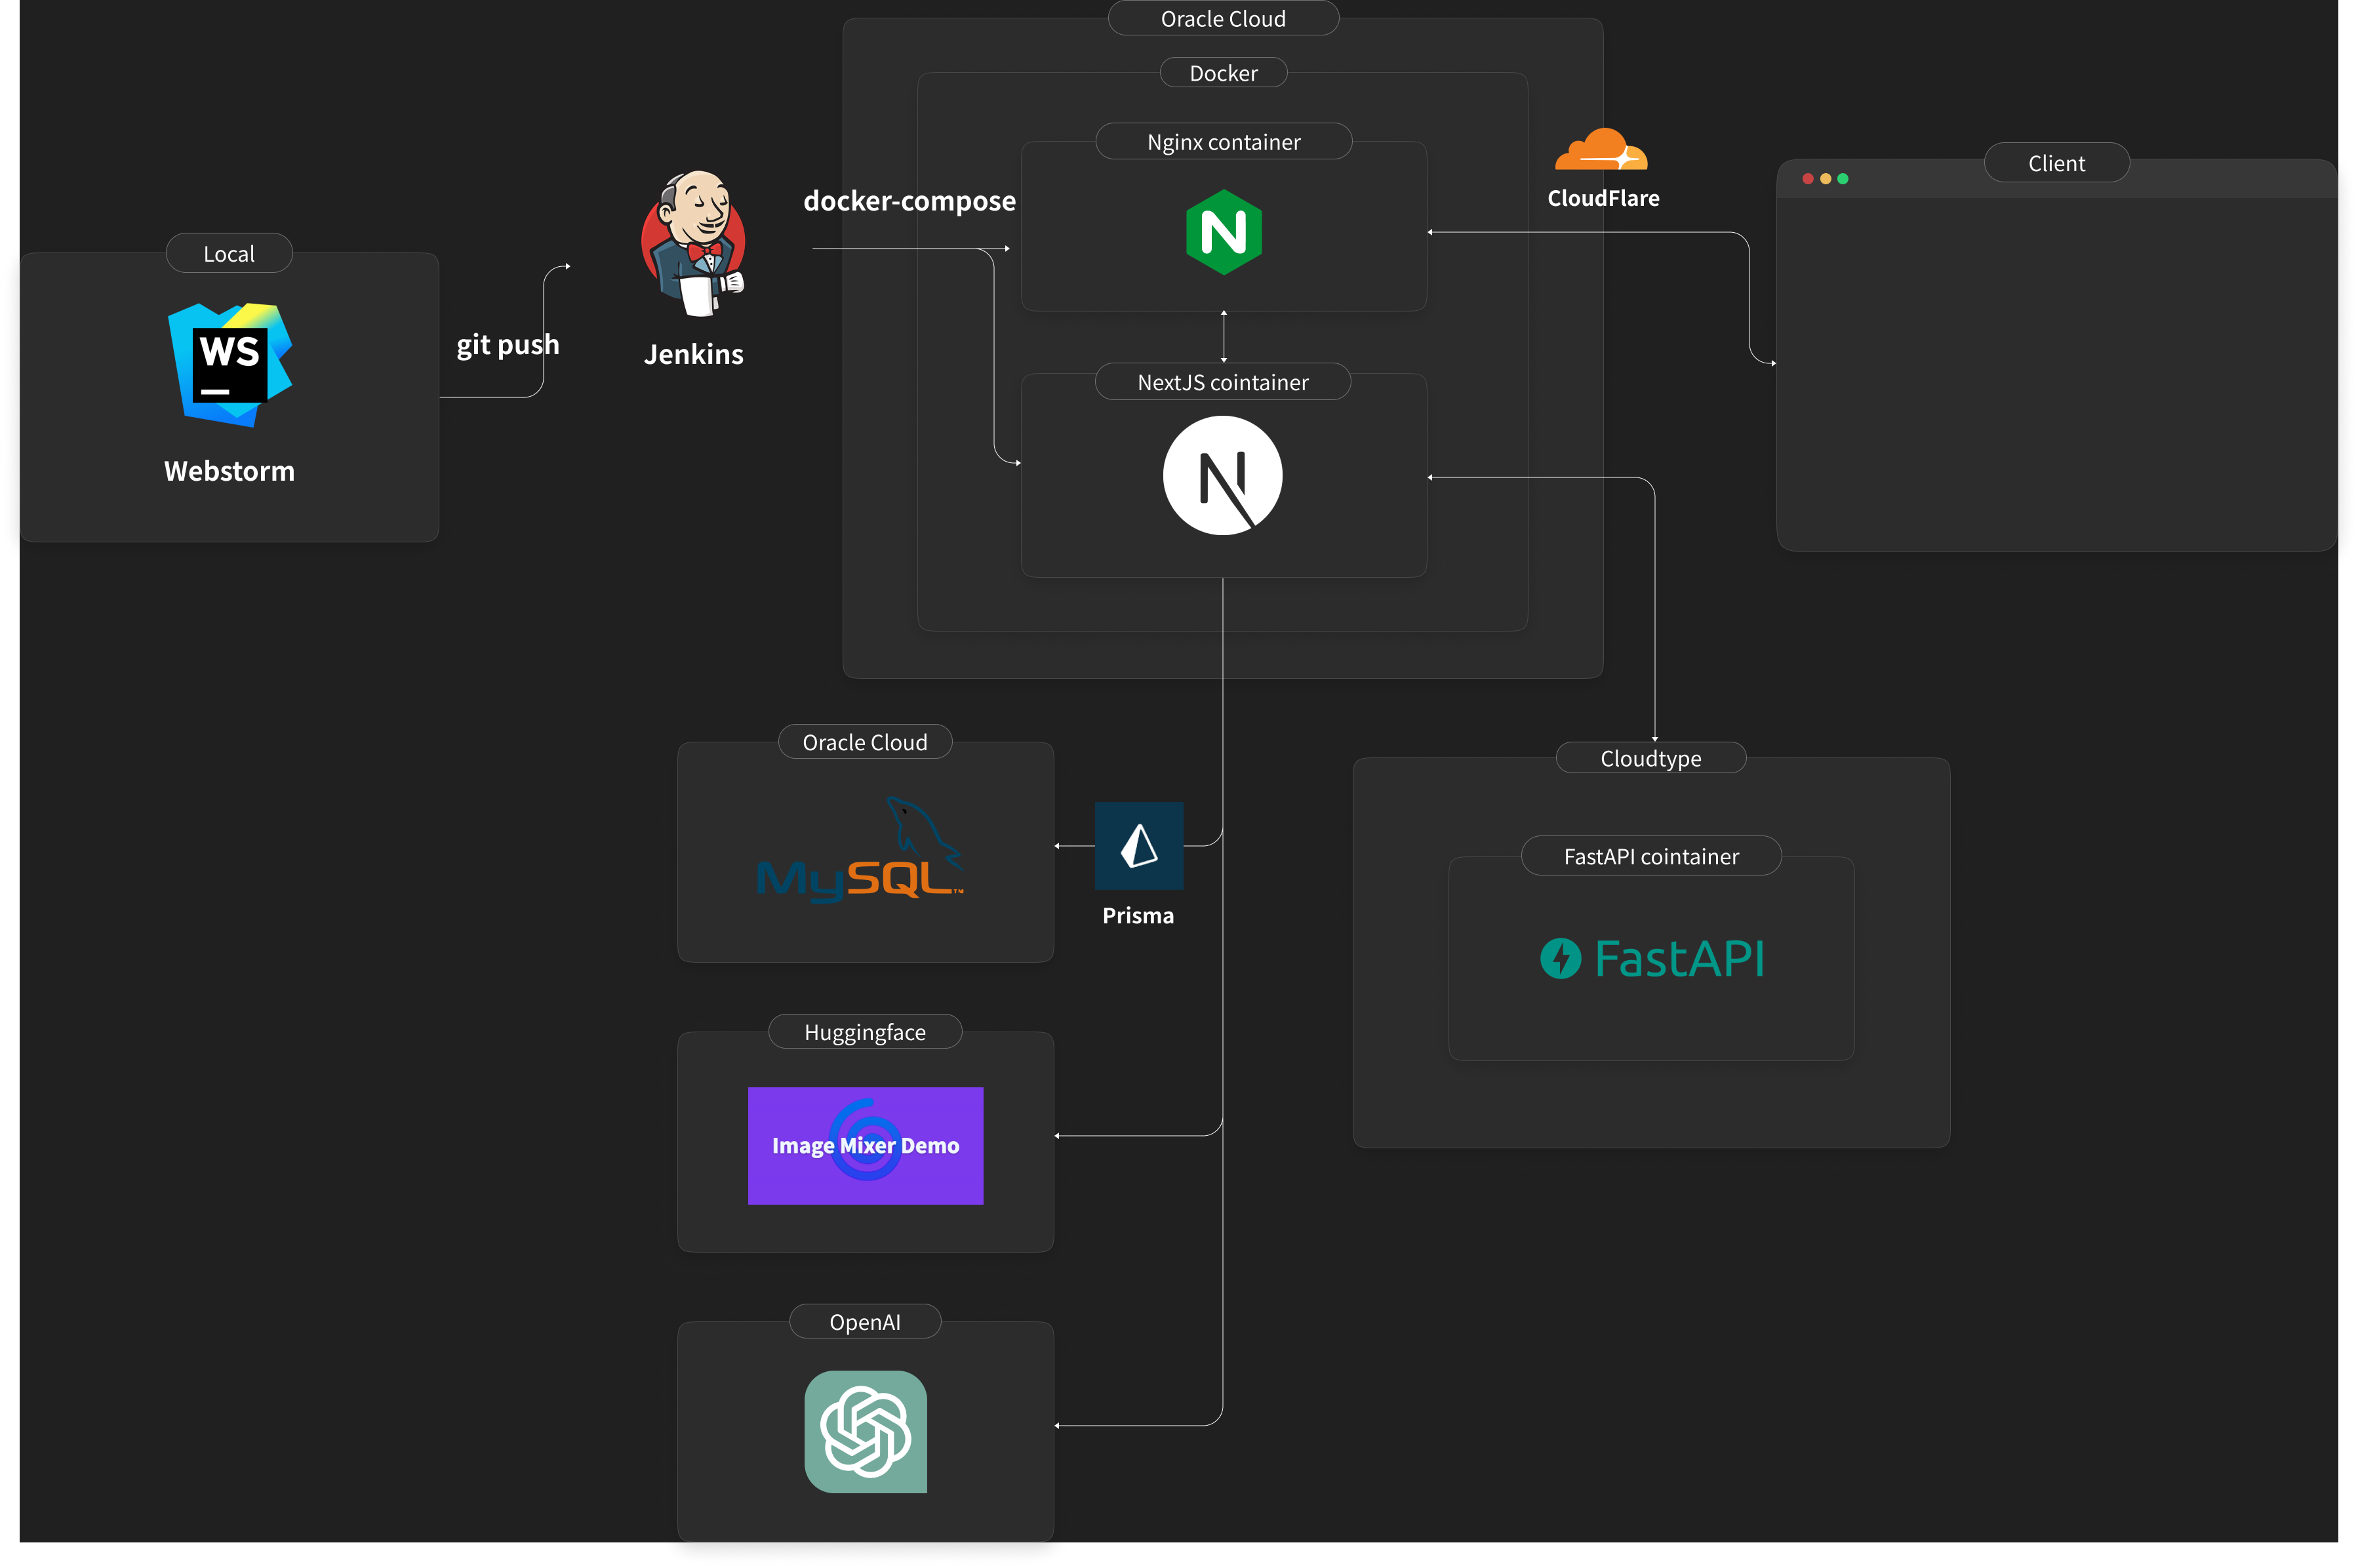 Oracle Cloud
Docker
Nginx container
CloudFlare
Client
docker-compose
Local
WS
Webstorm
git push
Jenkins
NextJS cointainer
Oracle Cloud
MySQL™
Prisma
Cloudtype
FastAPI cointainer
FastAPI
Huggingface
Image Mixer Demo
OpenAI